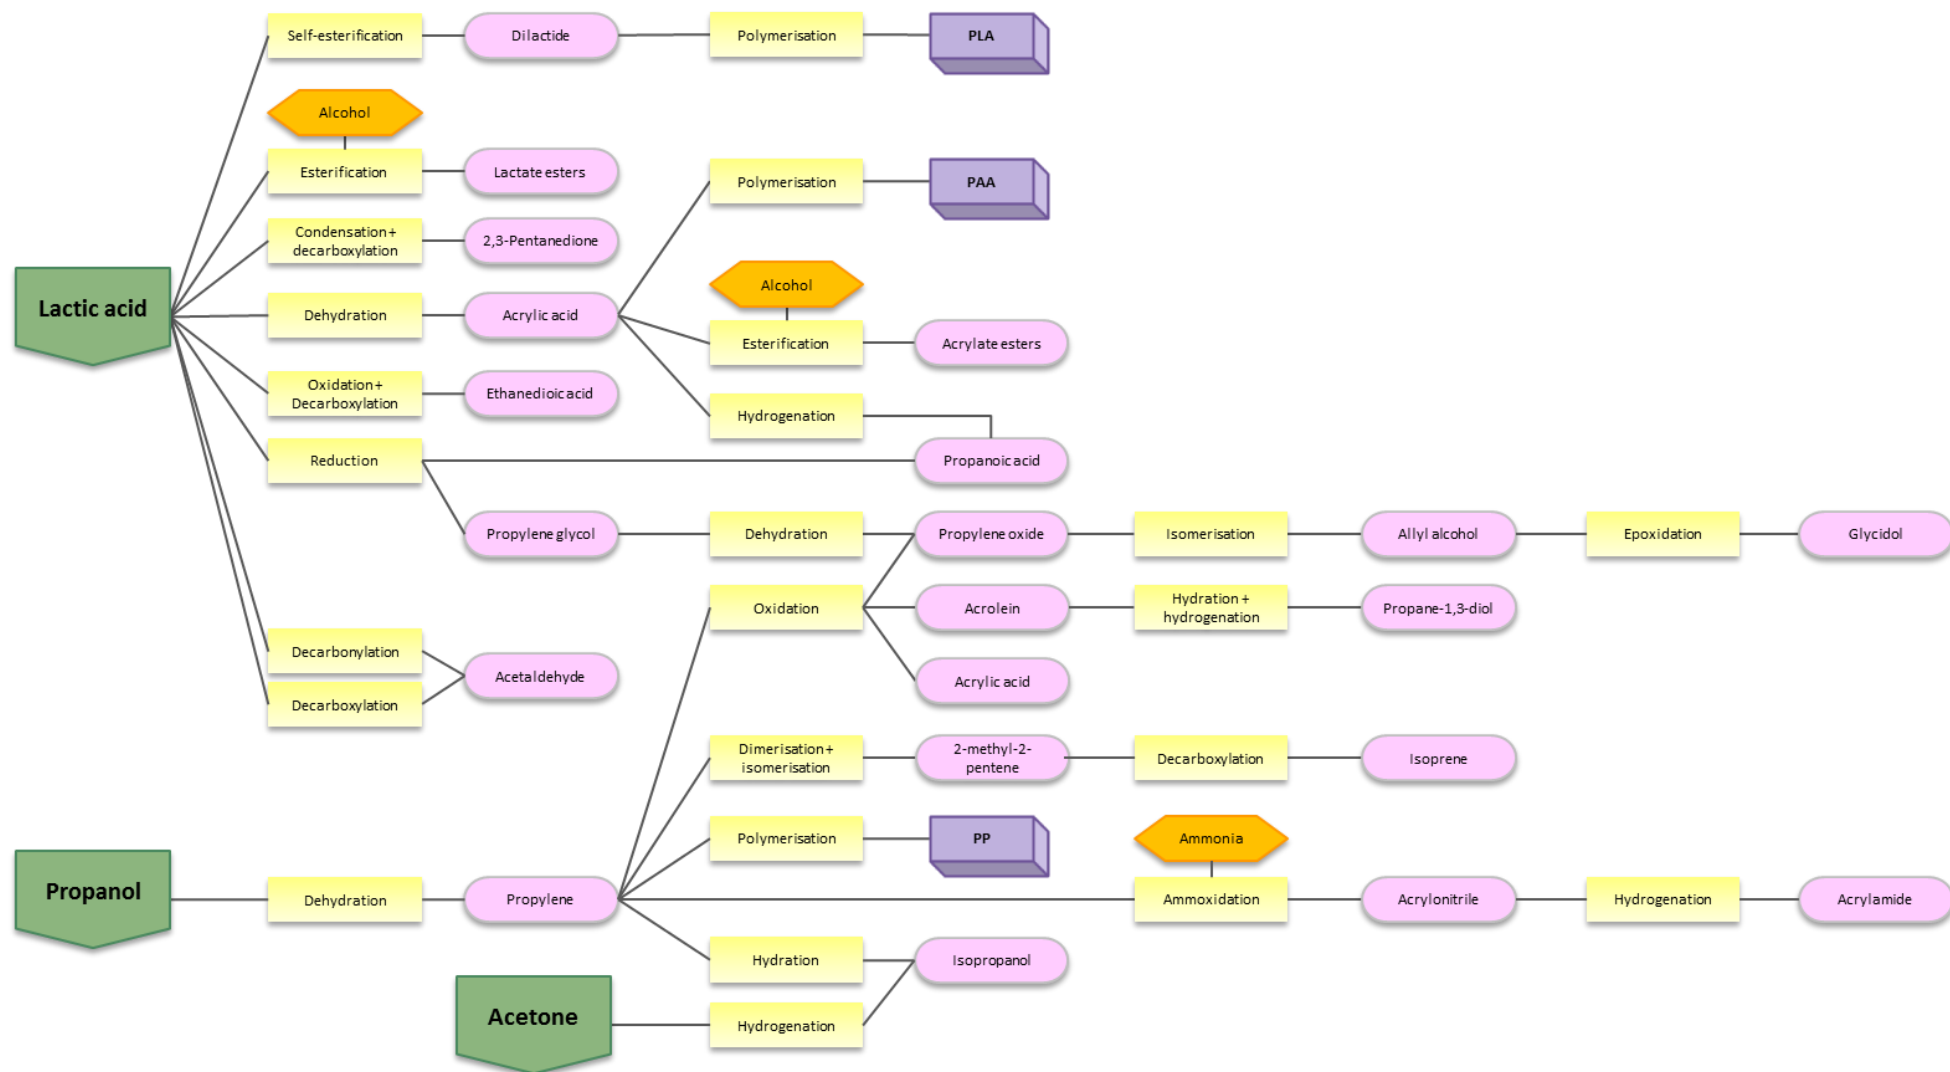 Self-esterification
Dilactide
Polymerisation
PLA
Alcohol
Esterification
Lactate esters
Polymerisation
PAA
Condensation +
decarboxylation
2,3-Pentanedione
Alcohol
Lactic acid
Dehydration
Acrylic acid
Esterification
Acrylate esters
Oxidation +
Decarboxylation
Ethanedioic acid
Hydrogenation
Reduction
Propanoic acid
Propylene glycol
Dehydration
Propylene oxide
Isomerisation
Allyl alcohol
Epoxidation
Glycidol
Oxidation
Acrolein
Hydration +
hydrogenation
Propane-1,3-diol
Decarbonylation
Acetaldehyde
Acrylic acid
Decarboxylation
Dimerisation +
isomerisation
2-methyl-2-
pentene
Decarboxylation
Isoprene
Polymerisation
PP
Ammonia
Propanol
Dehydration
Propylene
Ammoxidation
Acrylonitrile
Hydrogenation
Acrylamide
Hydration
Isopropanol
Acetone
Hydrogenation